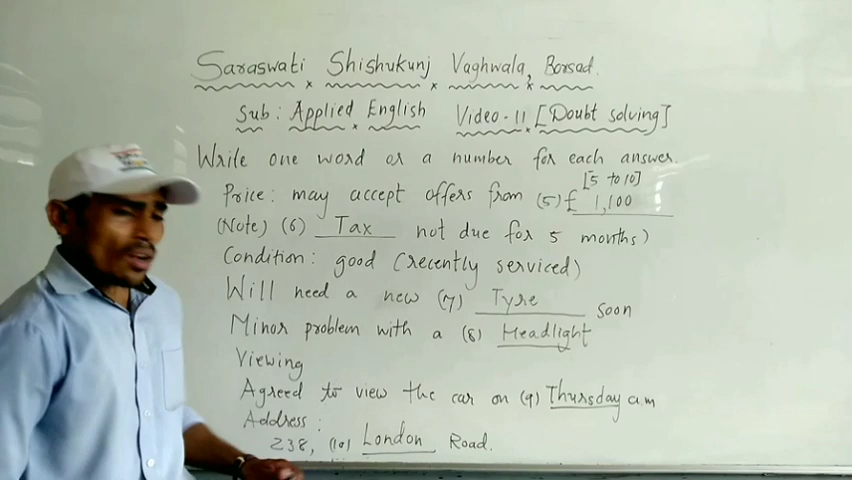 Saraswati Shishukunj Vaghwala, Borsad.
Sub: Applied English Video-11 [Doubt solving]
Write one word or a number for each answer.
[5 to 10]
Price: may accept offers from (5) £ 1,100
(Note) (6) Tax not due for 5 months)
Condition: good (recently serviced)
Will need a new (7) Tyre soon
Minor problem with a (8) Headlight
Viewing
Agreed to view the car on (9) Thursday a.m
Address:
238, (10) London Road.